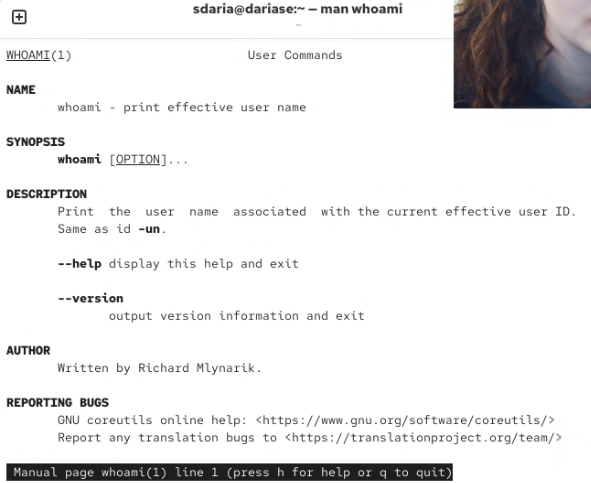 sdaria@dariase:~ — man whoami
~
WHOAMI(1) User Commands
NAME
whoami - print effective user name
SYNOPSIS
whoami [OPTION]...
DESCRIPTION
Print the user name associated with the current effective user ID.
Same as id -un.
--help display this help and exit
--version
output version information and exit
AUTHOR
Written by Richard Mlynarik.
REPORTING BUGS
GNU coreutils online help: <https://www.gnu.org/software/coreutils/>
Report any translation bugs to <https://translationproject.org/team/>
Manual page whoami(1) line 1 (press h for help or q to quit)